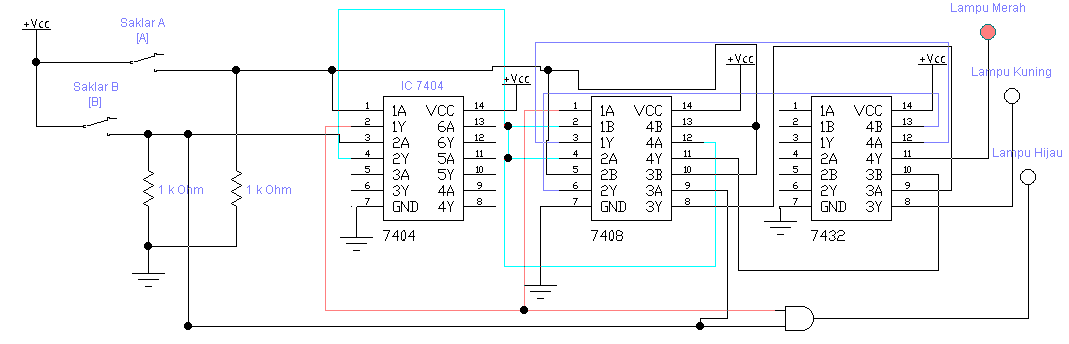 +Vcc
Saklar A
[A]
Saklar B
[B]
1 k Ohm
1 k Ohm
IC 7404
+Vcc
1 1A VCC 14
2 1Y 6A 13
3 2A 6Y 12
4 2Y 5A 11
5 3A 5Y 10
6 3Y 4A 9
7 GND 4Y 8
7404
+Vcc
1 1A VCC 14
2 1B 4B 13
3 1Y 4A 12
4 2A 4Y 11
5 2B 3B 10
6 2Y 3A 9
7 GND 3Y 8
7408
+Vcc
1 1A VCC 14
2 1B 4B 13
3 1Y 4A 12
4 2A 4Y 11
5 2B 3B 10
6 2Y 3A 9
7 GND 3Y 8
7432
Lampu Merah
Lampu Kuning
Lampu Hijau